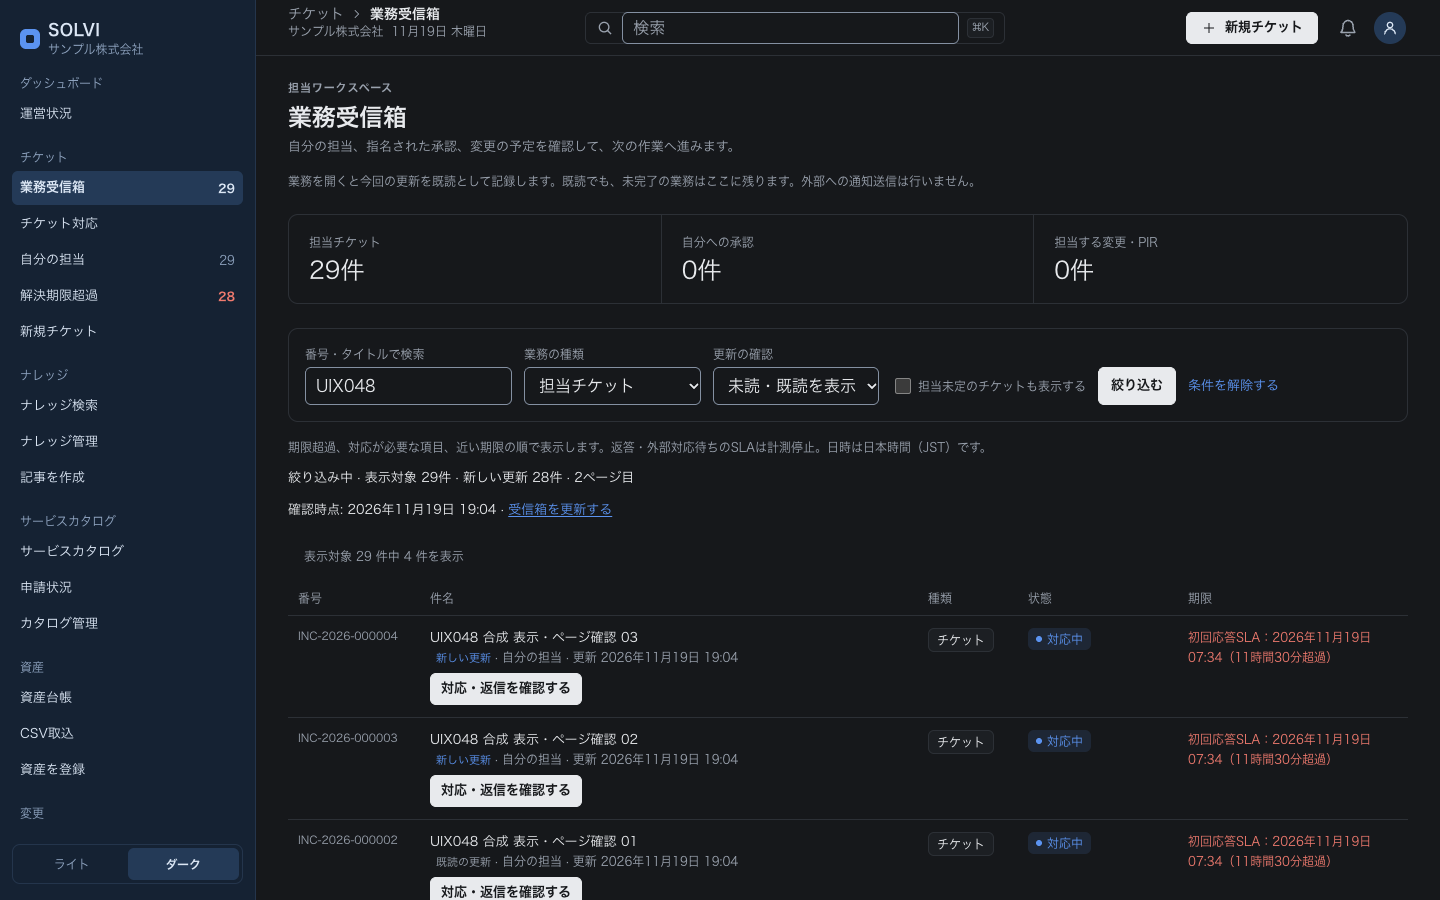 SOLVI
サンプル株式会社
ダッシュボード
運営状況
チケット
業務受信箱 29
チケット対応
自分の担当 29
解決期限超過 28
新規チケット
ナレッジ
ナレッジ検索
ナレッジ管理
記事を作成
サービスカタログ
サービスカタログ
申請状況
カタログ管理
資産
資産台帳
CSV取込
資産を登録
変更
ライト ダーク
チケット > 業務受信箱
サンプル株式会社 11月19日 木曜日
検索 ⌘K
+ 新規チケット
担当ワークスペース
業務受信箱
自分の担当、指名された承認、変更の予定を確認して、次の作業へ進みます。
業務を開くと今回の更新を既読として記録します。既読でも、未完了の業務はここに残ります。外部への通知送信は行いません。
担当チケット 自分への承認 担当する変更・PIR
29件 0件 0件
番号・タイトルで検索 業務の種類 更新の確認
UIX048 担当チケット 未読・既読を表示 担当未定のチケットも表示する 絞り込む 条件を解除する
期限超過、対応が必要な項目、近い期限の順で表示します。返答・外部対応待ちのSLAは計測停止。日時は日本時間（JST）です。
絞り込み中 · 表示対象 29件 · 新しい更新 28件 · 2ページ目
確認時点: 2026年11月19日 19:04 · 受信箱を更新する
表示対象 29 件中 4 件を表示
番号 件名 種類 状態 期限
INC-2026-000004 UIX048 合成 表示・ページ確認 03 チケット 対応中 初回応答SLA：2026年11月19日
新しい更新 · 自分の担当 · 更新 2026年11月19日 19:04 07:34（11時間30分超過）
対応・返信を確認する
INC-2026-000003 UIX048 合成 表示・ページ確認 02 チケット 対応中 初回応答SLA：2026年11月19日
新しい更新 · 自分の担当 · 更新 2026年11月19日 19:04 07:34（11時間30分超過）
対応・返信を確認する
INC-2026-000002 UIX048 合成 表示・ページ確認 01 チケット 対応中 初回応答SLA：2026年11月19日
既読の更新 · 自分の担当 · 更新 2026年11月19日 19:04 07:34（11時間30分超過）
対応・返信を確認する